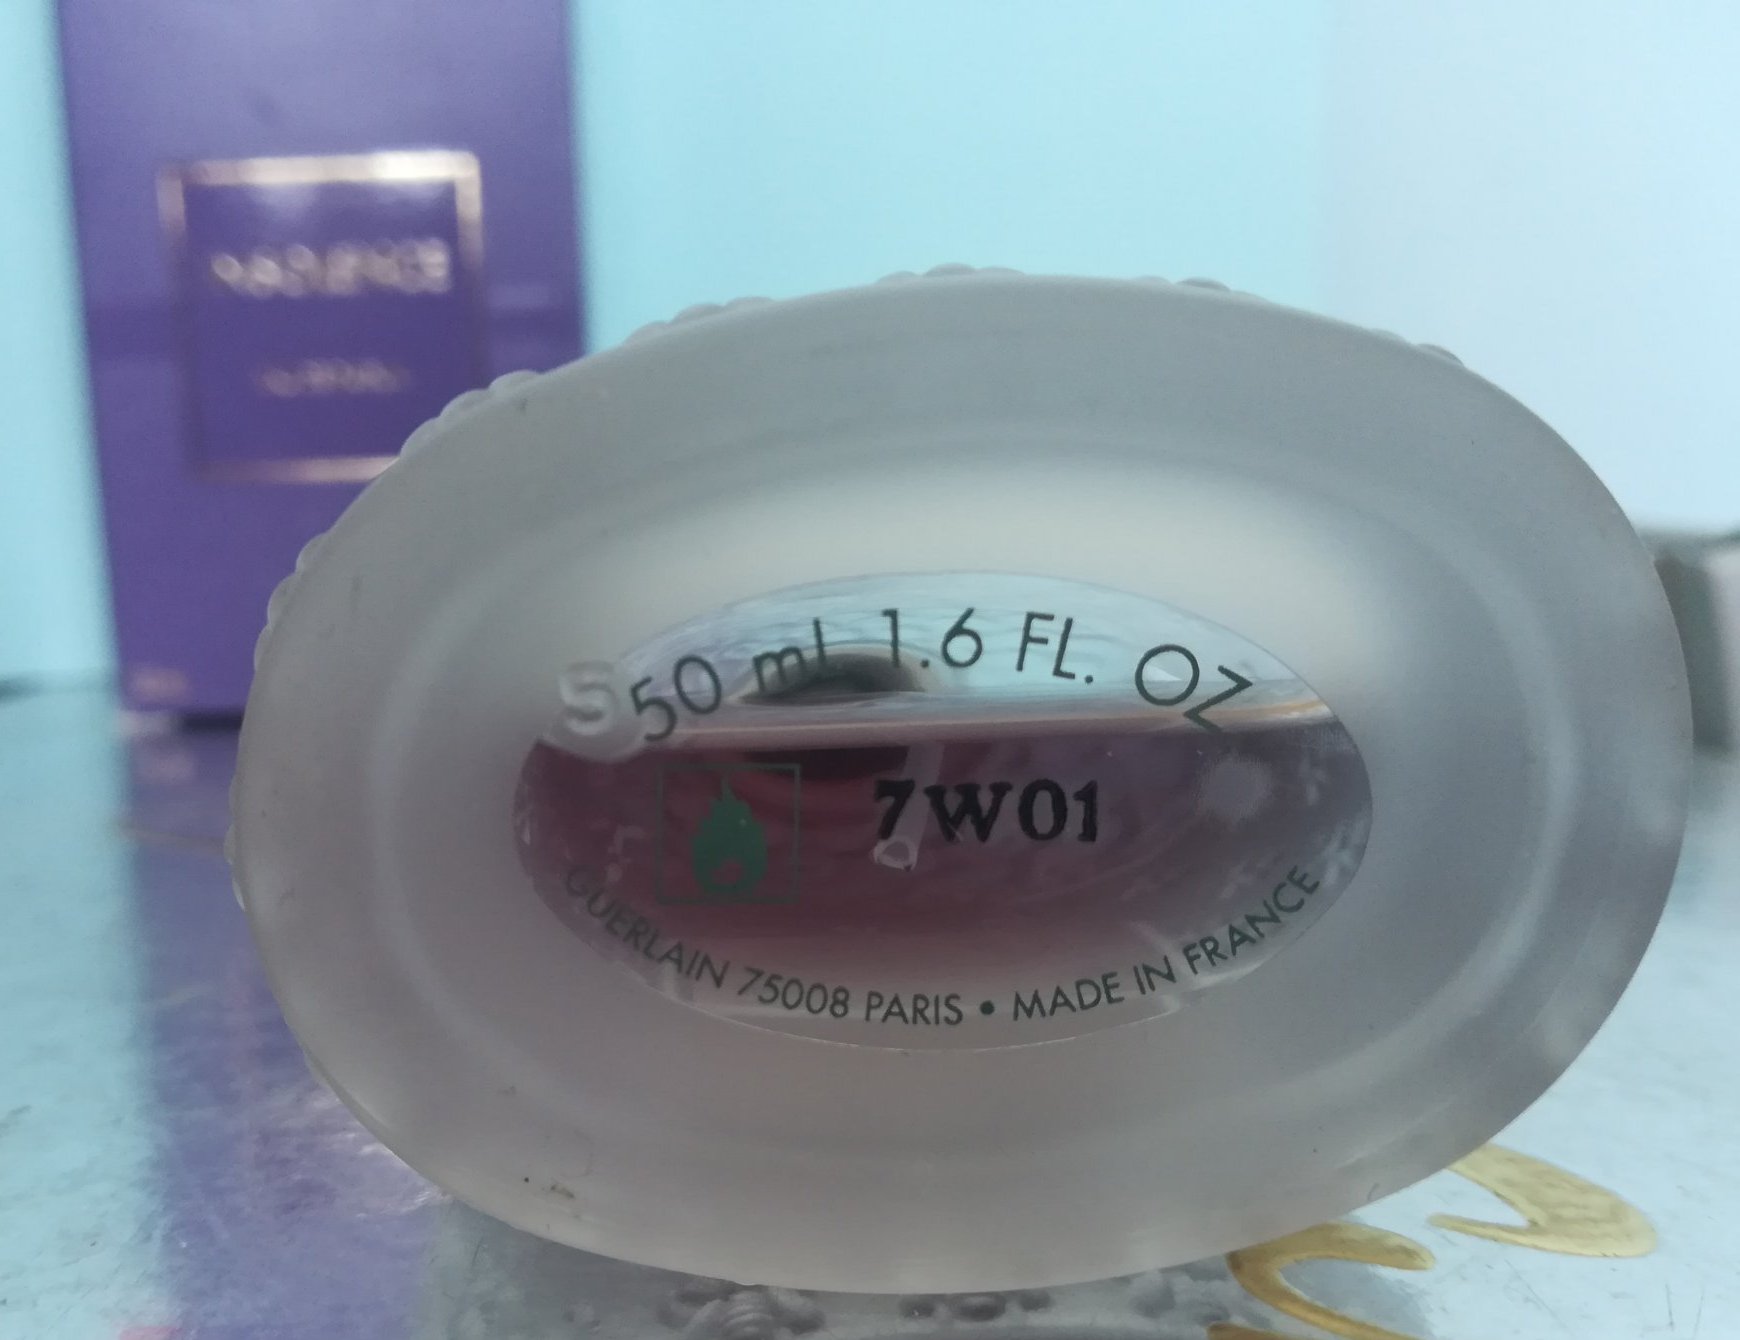 50 ml 1.6 FL. OZ
7W01
GUERLAIN 75008 PARIS • MADE IN FRANCE